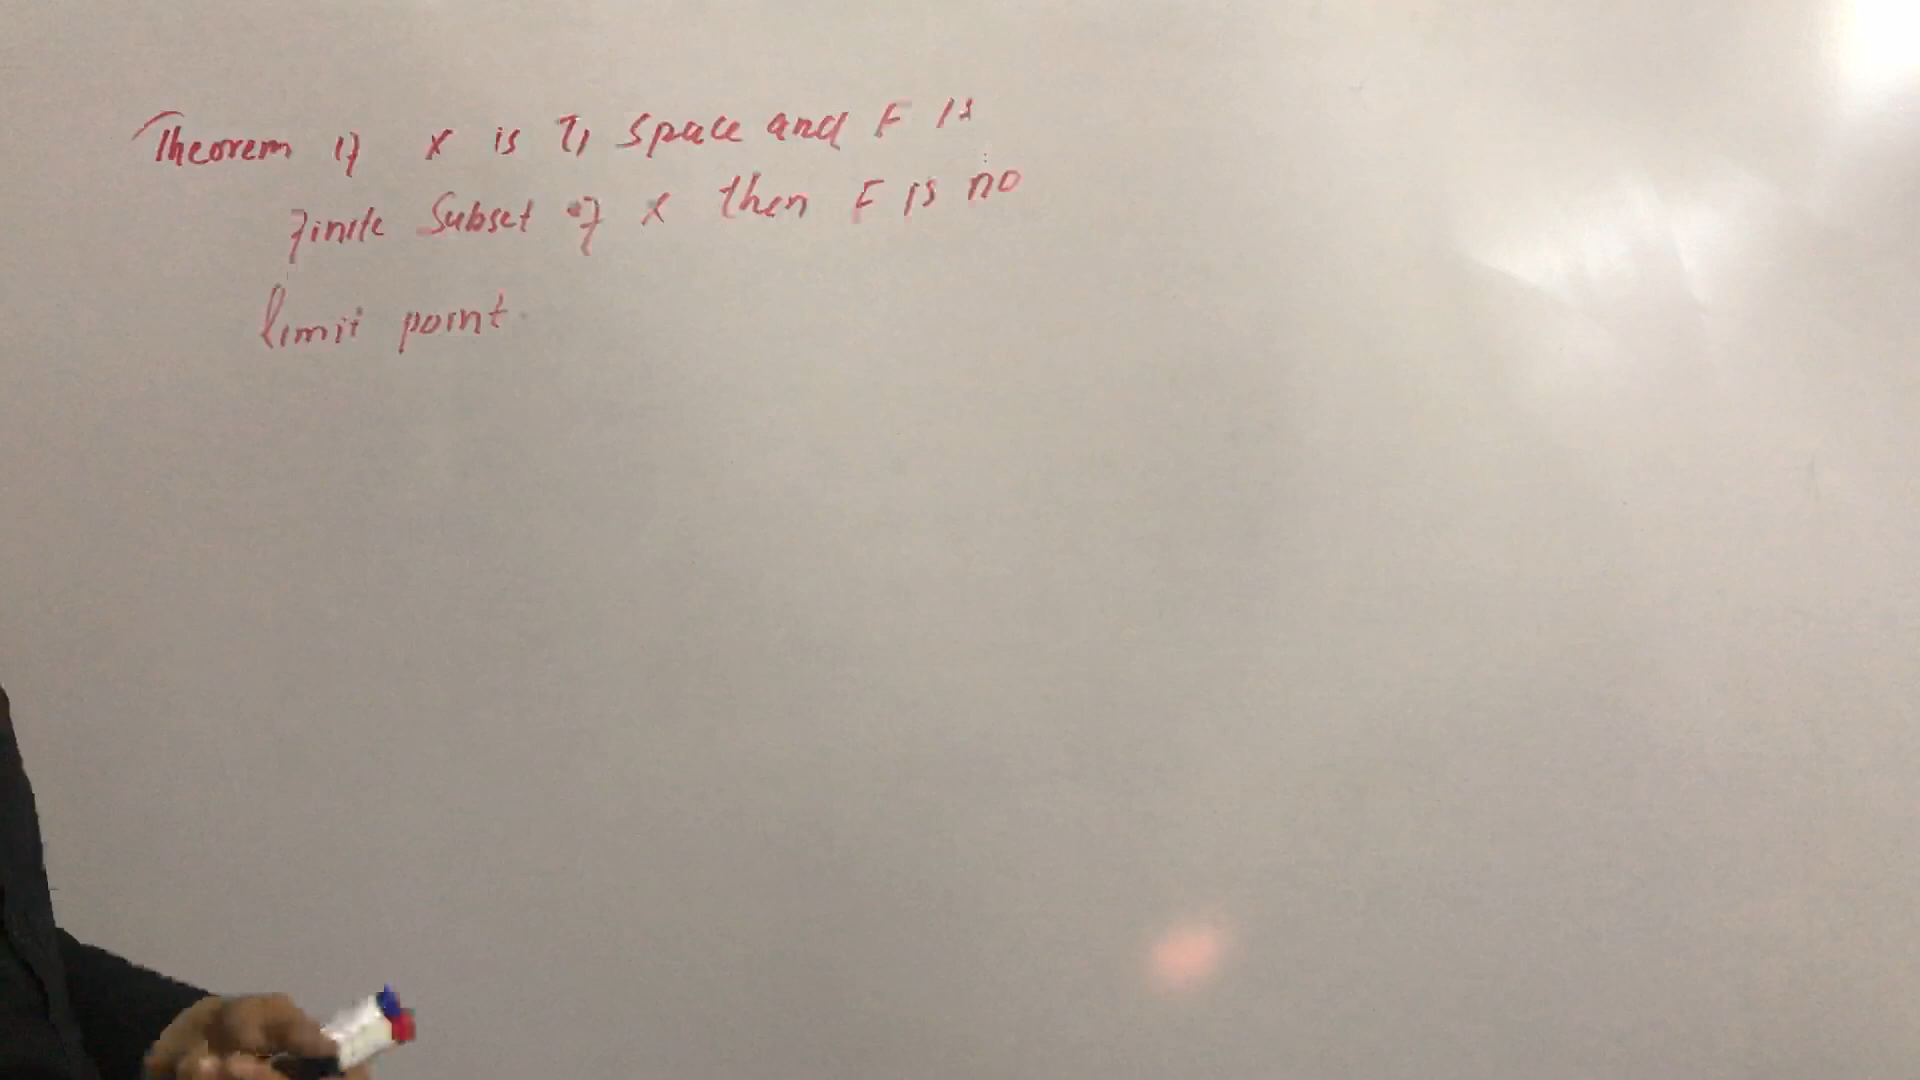 Theorem if X is T1 space and F is
finite Subset of X then F is no
limit point.